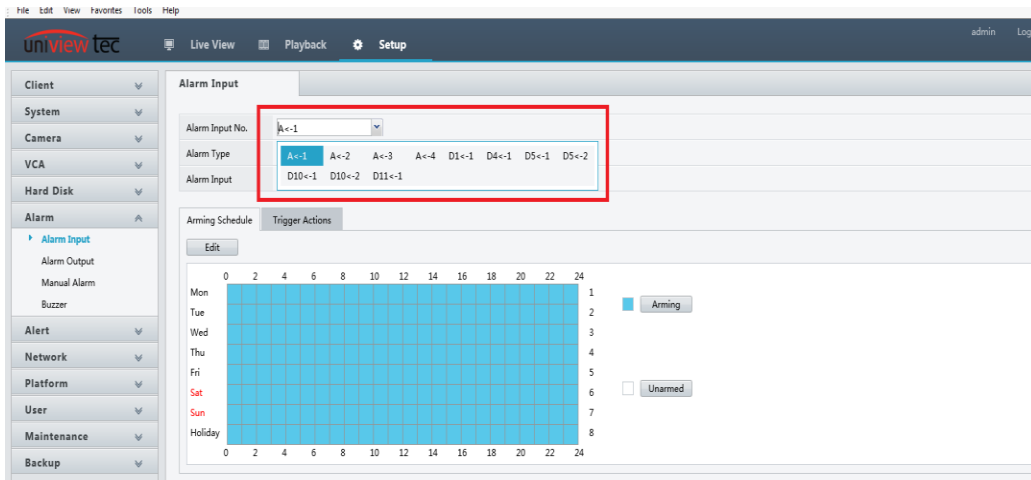 File Edit View Favorites Tools Help
uniview tec
Live View Playback Setup
admin
Client
System
Camera
VCA
Hard Disk
Alarm
Alarm Input
Alarm Output
Manual Alarm
Buzzer
Alert
Network
Platform
User
Maintenance
Backup
Alarm Input
Alarm Input No. A<-1
Alarm Type
A<-1 A<-2 A<-3 A<-4 D1<-1 D4<-1 D5<-1 D5<-2
Alarm Input
D10<-1 D10<-2 D11<-1
Arming Schedule Trigger Actions
Edit
0 2 4 6 8 10 12 14 16 18 20 22 24
Mon 1
Tue 2
Wed 3
Thu 4
Fri 5
Sat 6
Sun 7
Holiday 8
0 2 4 6 8 10 12 14 16 18 20 22 24
Arming
Unarmed